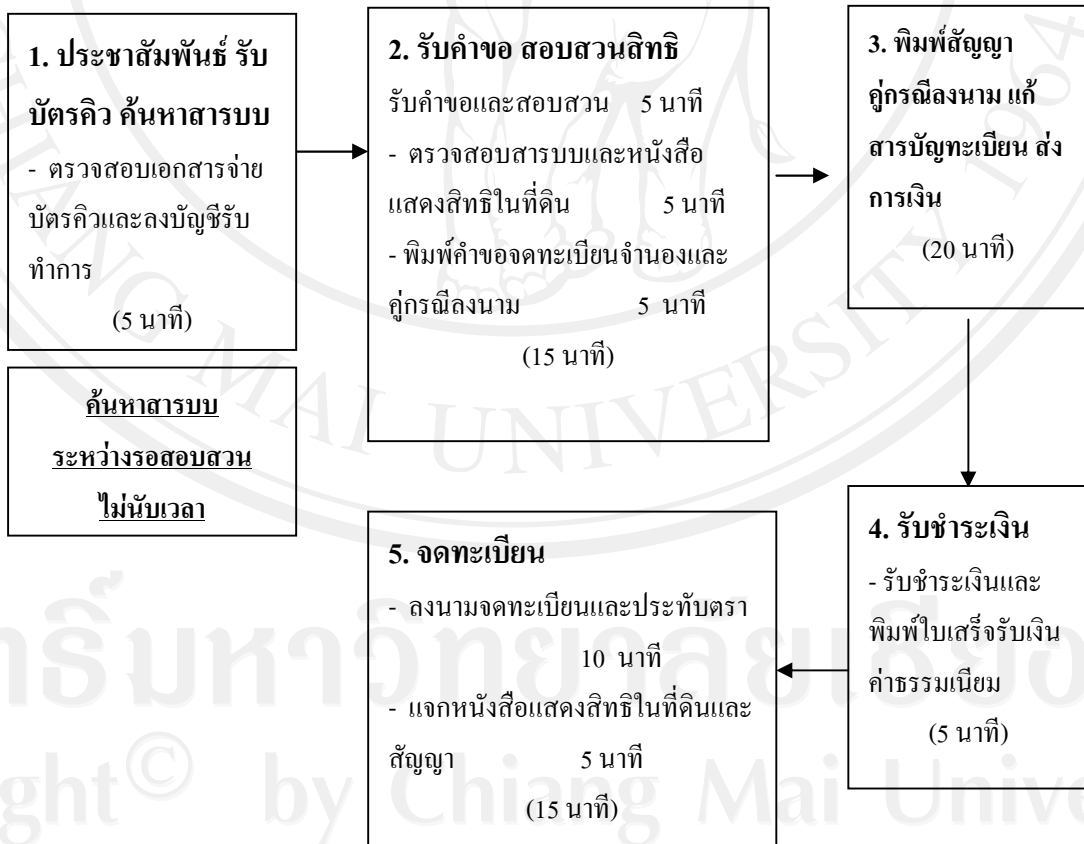 1. ประชาสัมพันธ์ รับ
บัตรคิว ค้นหาสารบบ
- ตรวจสอบเอกสารจ่าย
บัตรคิวและลงบัญชีรับ
ทำการ
(5 นาที)
ค้นหาสารบบ
ระหว่างรอสอบสวน
ไม่นับเวลา
2. รับคำขอ สอบสวนสิทธิ
รับคำขอและสอบสวน 5 นาที
- ตรวจสอบสารบบและหนังสือ
แสดงสิทธิในที่ดิน 5 นาที
- พิมพ์คำขอจดทะเบียนจำนองและ
คู่กรณีลงนาม 5 นาที
(15 นาที)
3. พิมพ์สัญญา
คู่กรณีลงนาม แก้
สารบัญทะเบียน ส่ง
การเงิน
(20 นาที)
4. รับชำระเงิน
- รับชำระเงินและ
พิมพ์ใบเสร็จรับเงิน
ค่าธรรมเนียม
(5 นาที)
5. จดทะเบียน
- ลงนามจดทะเบียนและประทับตรา
10 นาที
- แจกหนังสือแสดงสิทธิในที่ดินและ
สัญญา 5 นาที
(15 นาที)
MAI UNIVERSITY 1964
by Chiang Mai